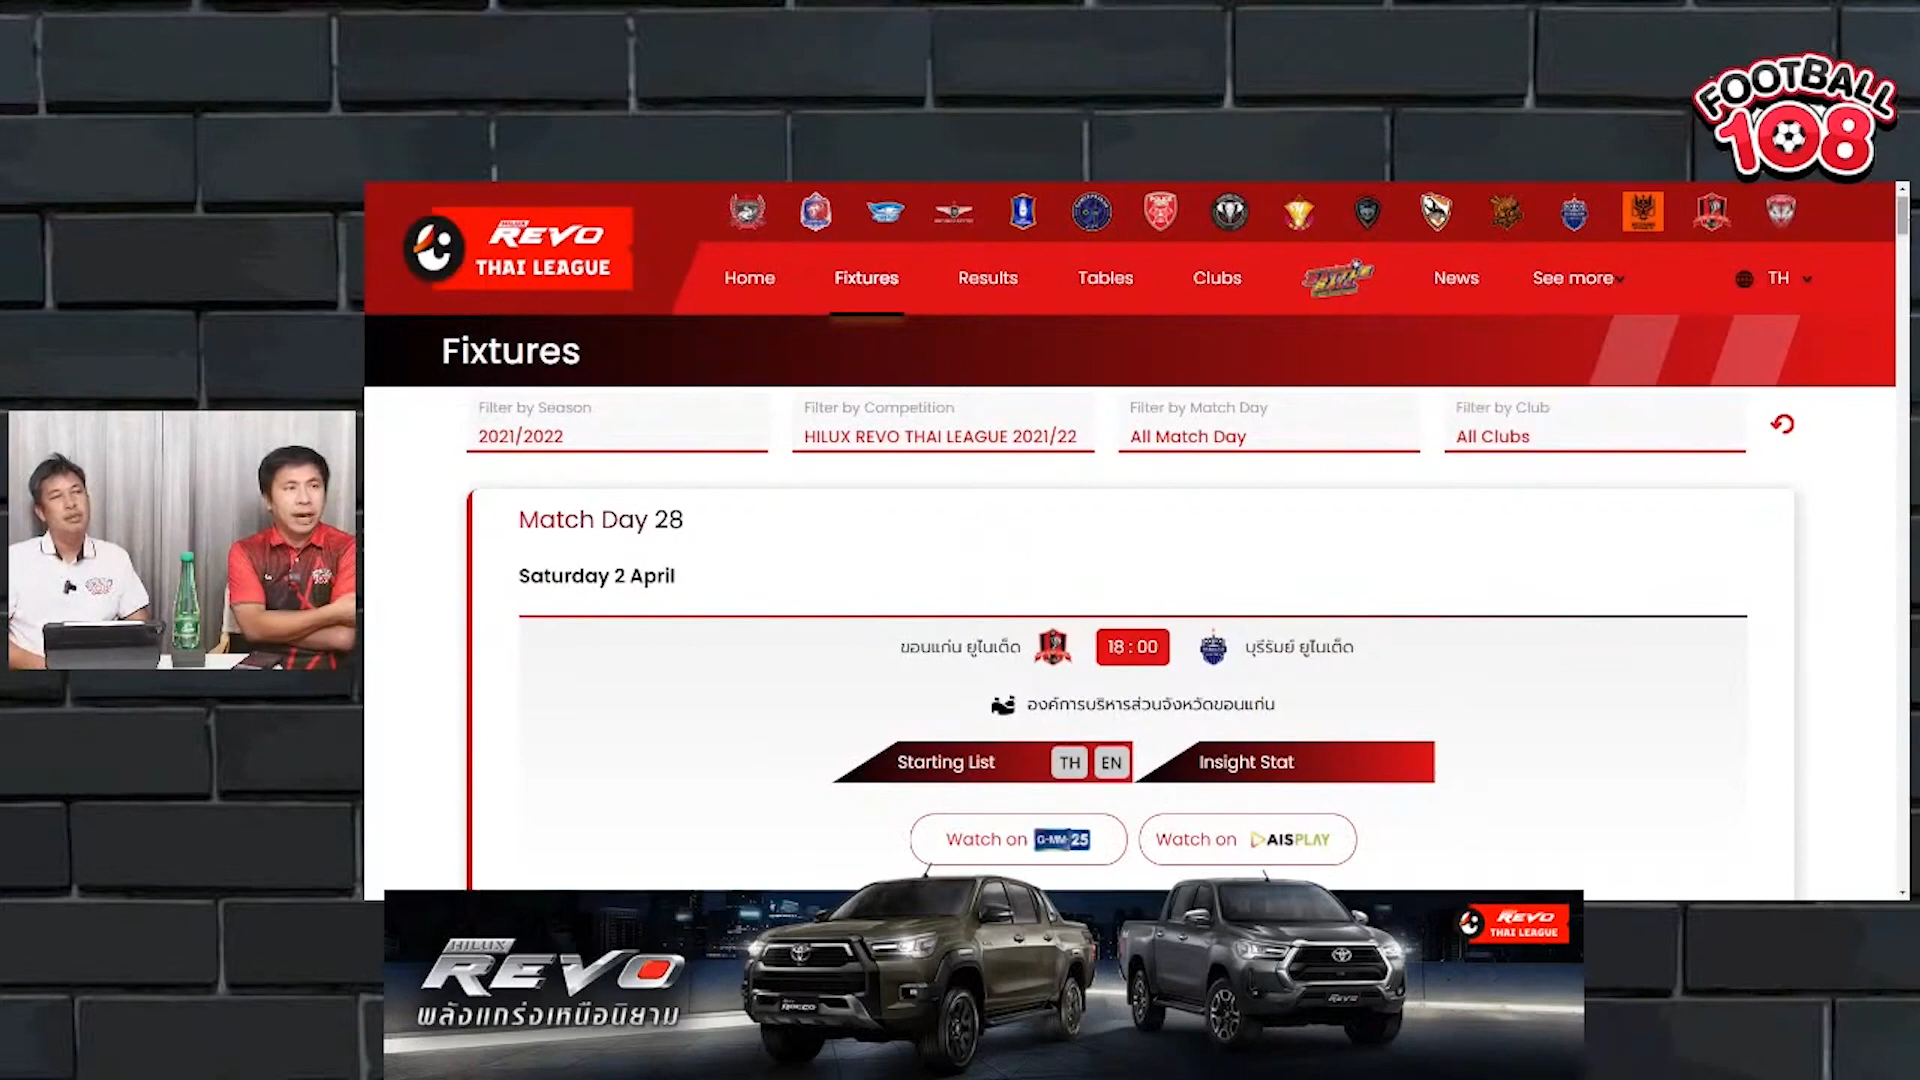 FOOTBALL
108
HILUX
REVO
THAI LEAGUE
Home Fixtures Results Tables Clubs News See more TH
Fixtures
Filter by Season Filter by Competition Filter by Match Day Filter by Club
2021/2022 HILUX REVO THAI LEAGUE 2021/22 All Match Day All Clubs
Match Day 28
Saturday 2 April
ขอนแก่น ยูไนเต็ด 18 : 00 บุรีรัมย์ ยูไนเต็ด
องค์การบริหารส่วนจังหวัดขอนแก่น
Starting List TH EN Insight Stat
Watch on G-MM 25 Watch on AISPLAY
HILUX
REVO
พลังแกร่งเหนือนิยาม
REVO
THAI LEAGUE
ROCCO
REVO